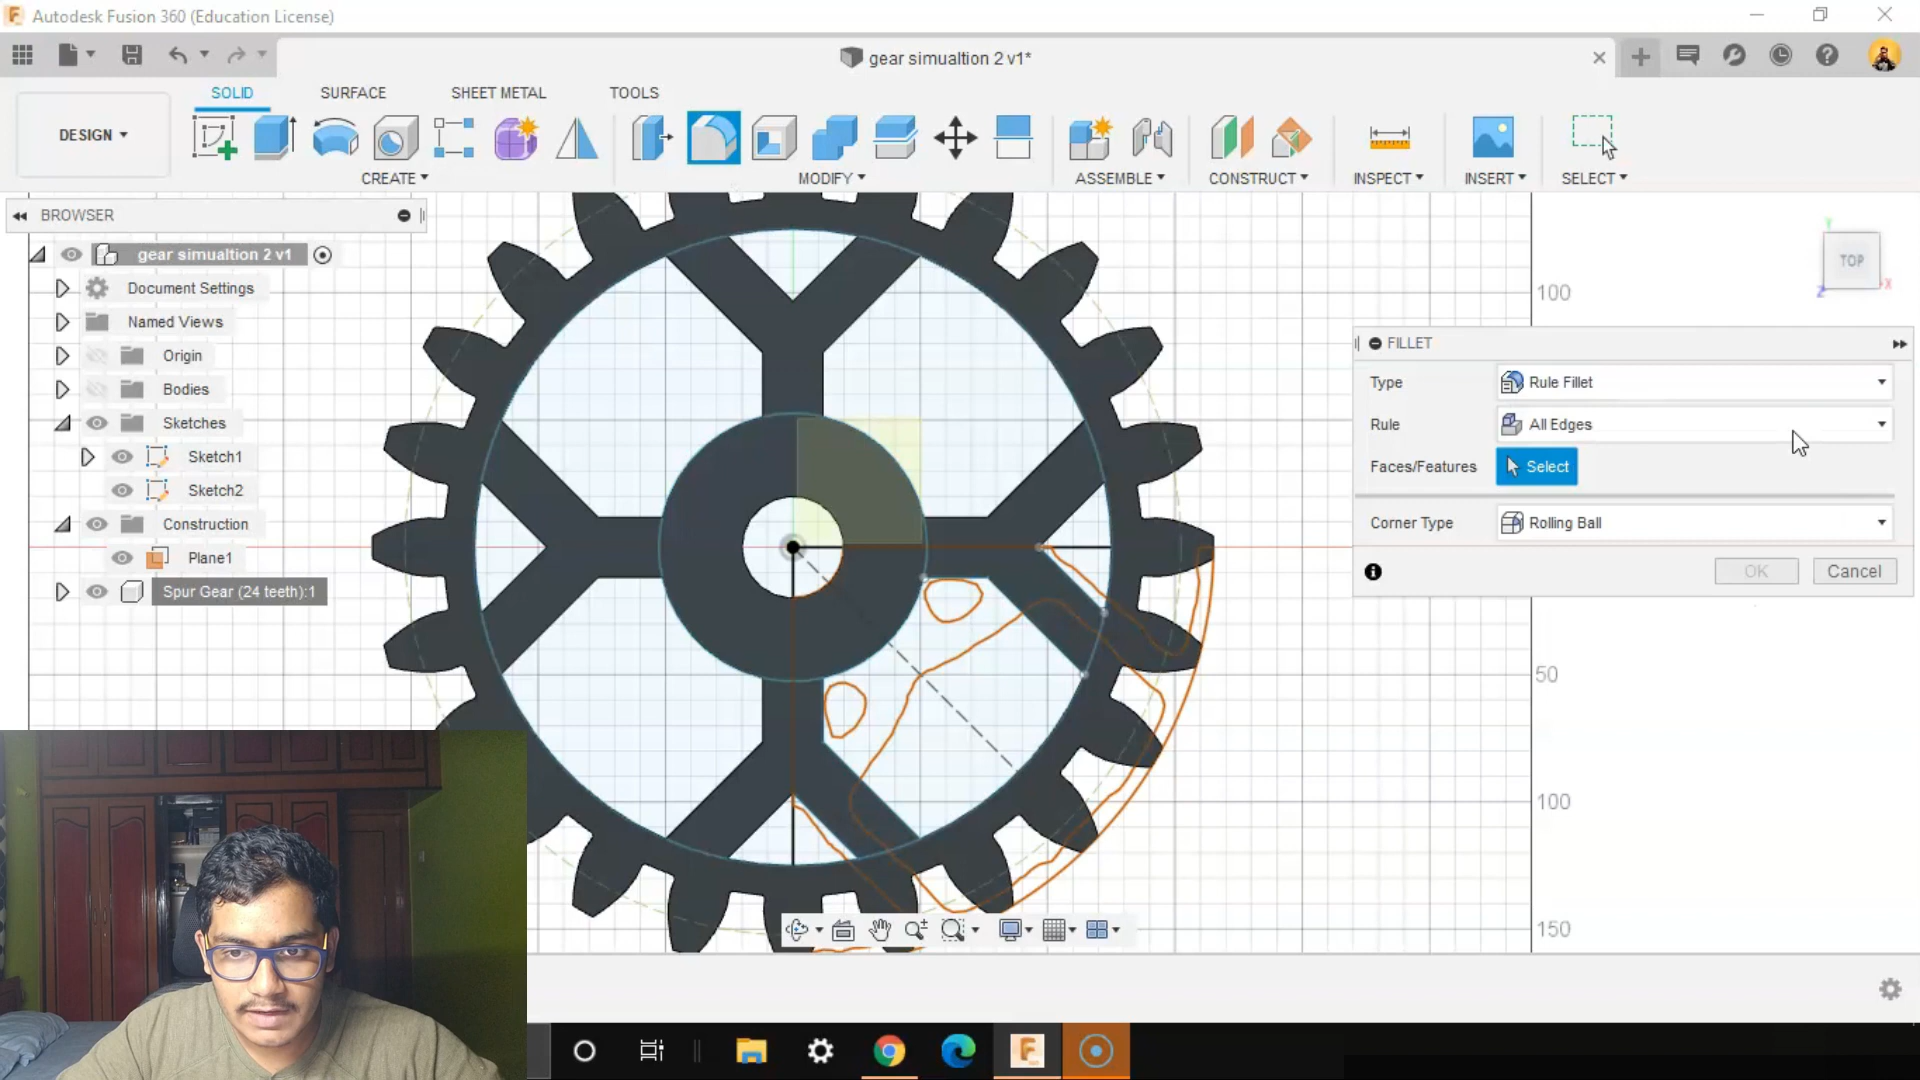 Autodesk Fusion 360 (Education License)
gear simualtion 2 v1*
SOLID
SURFACE
SHEET METAL
TOOLS
DESIGN
CREATE
MODIFY
ASSEMBLE
CONSTRUCT
INSPECT
INSERT
SELECT
BROWSER
gear simualtion 2 v1
Document Settings
Named Views
Origin
Bodies
Sketches
Sketch1
Sketch2
Construction
Plane1
Spur Gear (24 teeth):1
Y
TOP
X
Z
100
50
100
150
FILLET
Type
Rule Fillet
Rule
All Edges
Faces/Features
Select
Corner Type
Rolling Ball
OK
Cancel